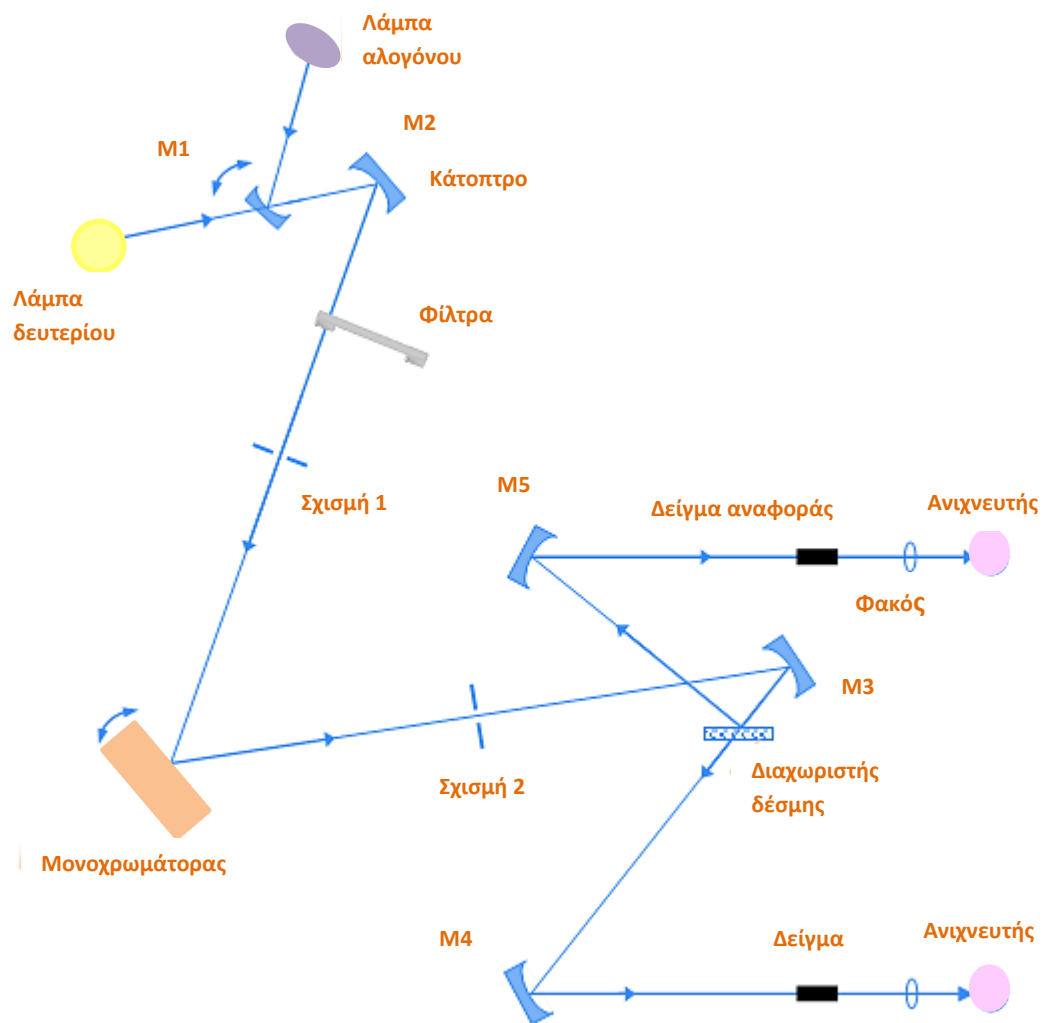 Λάμπα
αλογόνου
M2
M1
Κάτοπτρο
Λάμπα
δευτερίου
Φίλτρα
Σχισμή 1
M5
Δείγμα αναφοράς
Ανιχνευτής
Φακός
M3
Σχισμή 2
Διαχωριστής
δέσμης
Μονοχρωμάτορας
M4
Δείγμα
Ανιχνευτής